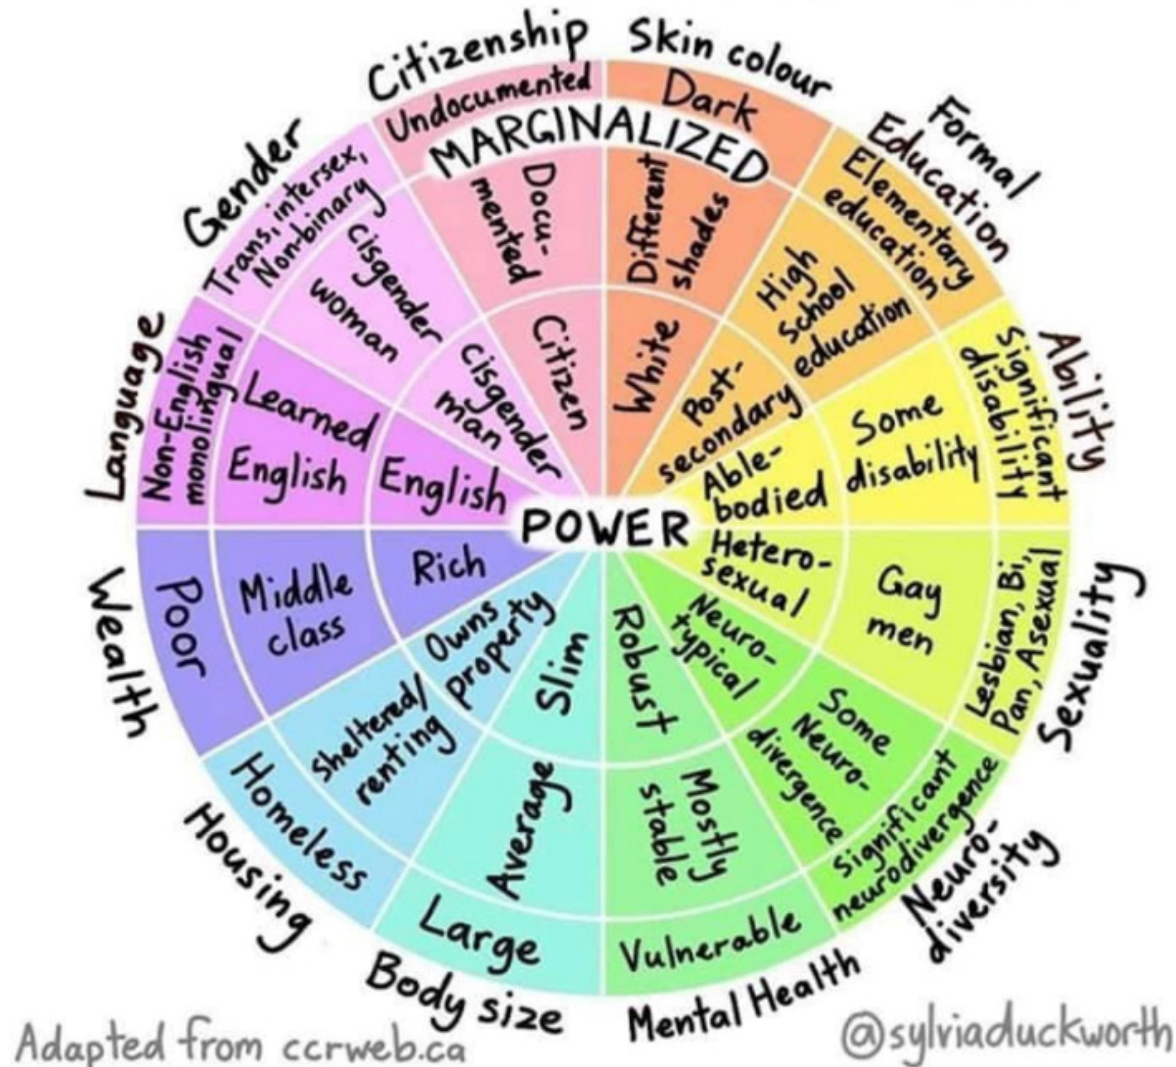 Citizenship
Undocumented
Docu-
mented
Citizen
Skin colour
Dark
Different
shades
White
Formal
Education
Elementary
education
High
School
education
Post-
secondary
Ability
Significant
disability
Some
disability
Able-
bodied
Sexuality
Lesbian, Bi,
Pan, Asexual
Gay
men
Hetero-
sexual
Neuro-
diversity
Significant
neurodivergence
Some
Neuro-
divergence
Neuro-
typical
Mental Health
Vulnerable
Mostly
stable
Robust
Body size
Large
Average
Slim
Housing
Homeless
Sheltered/
renting
Owns
property
Wealth
Poor
Middle
class
Rich
Language
Non-English
monolingual
Learned
English
English
Gender
Trans, intersex,
Non-binary
cisgender
woman
cisgender
man
MARGINALIZED
POWER
Adapted from ccrweb.ca
@sylviaduckworth